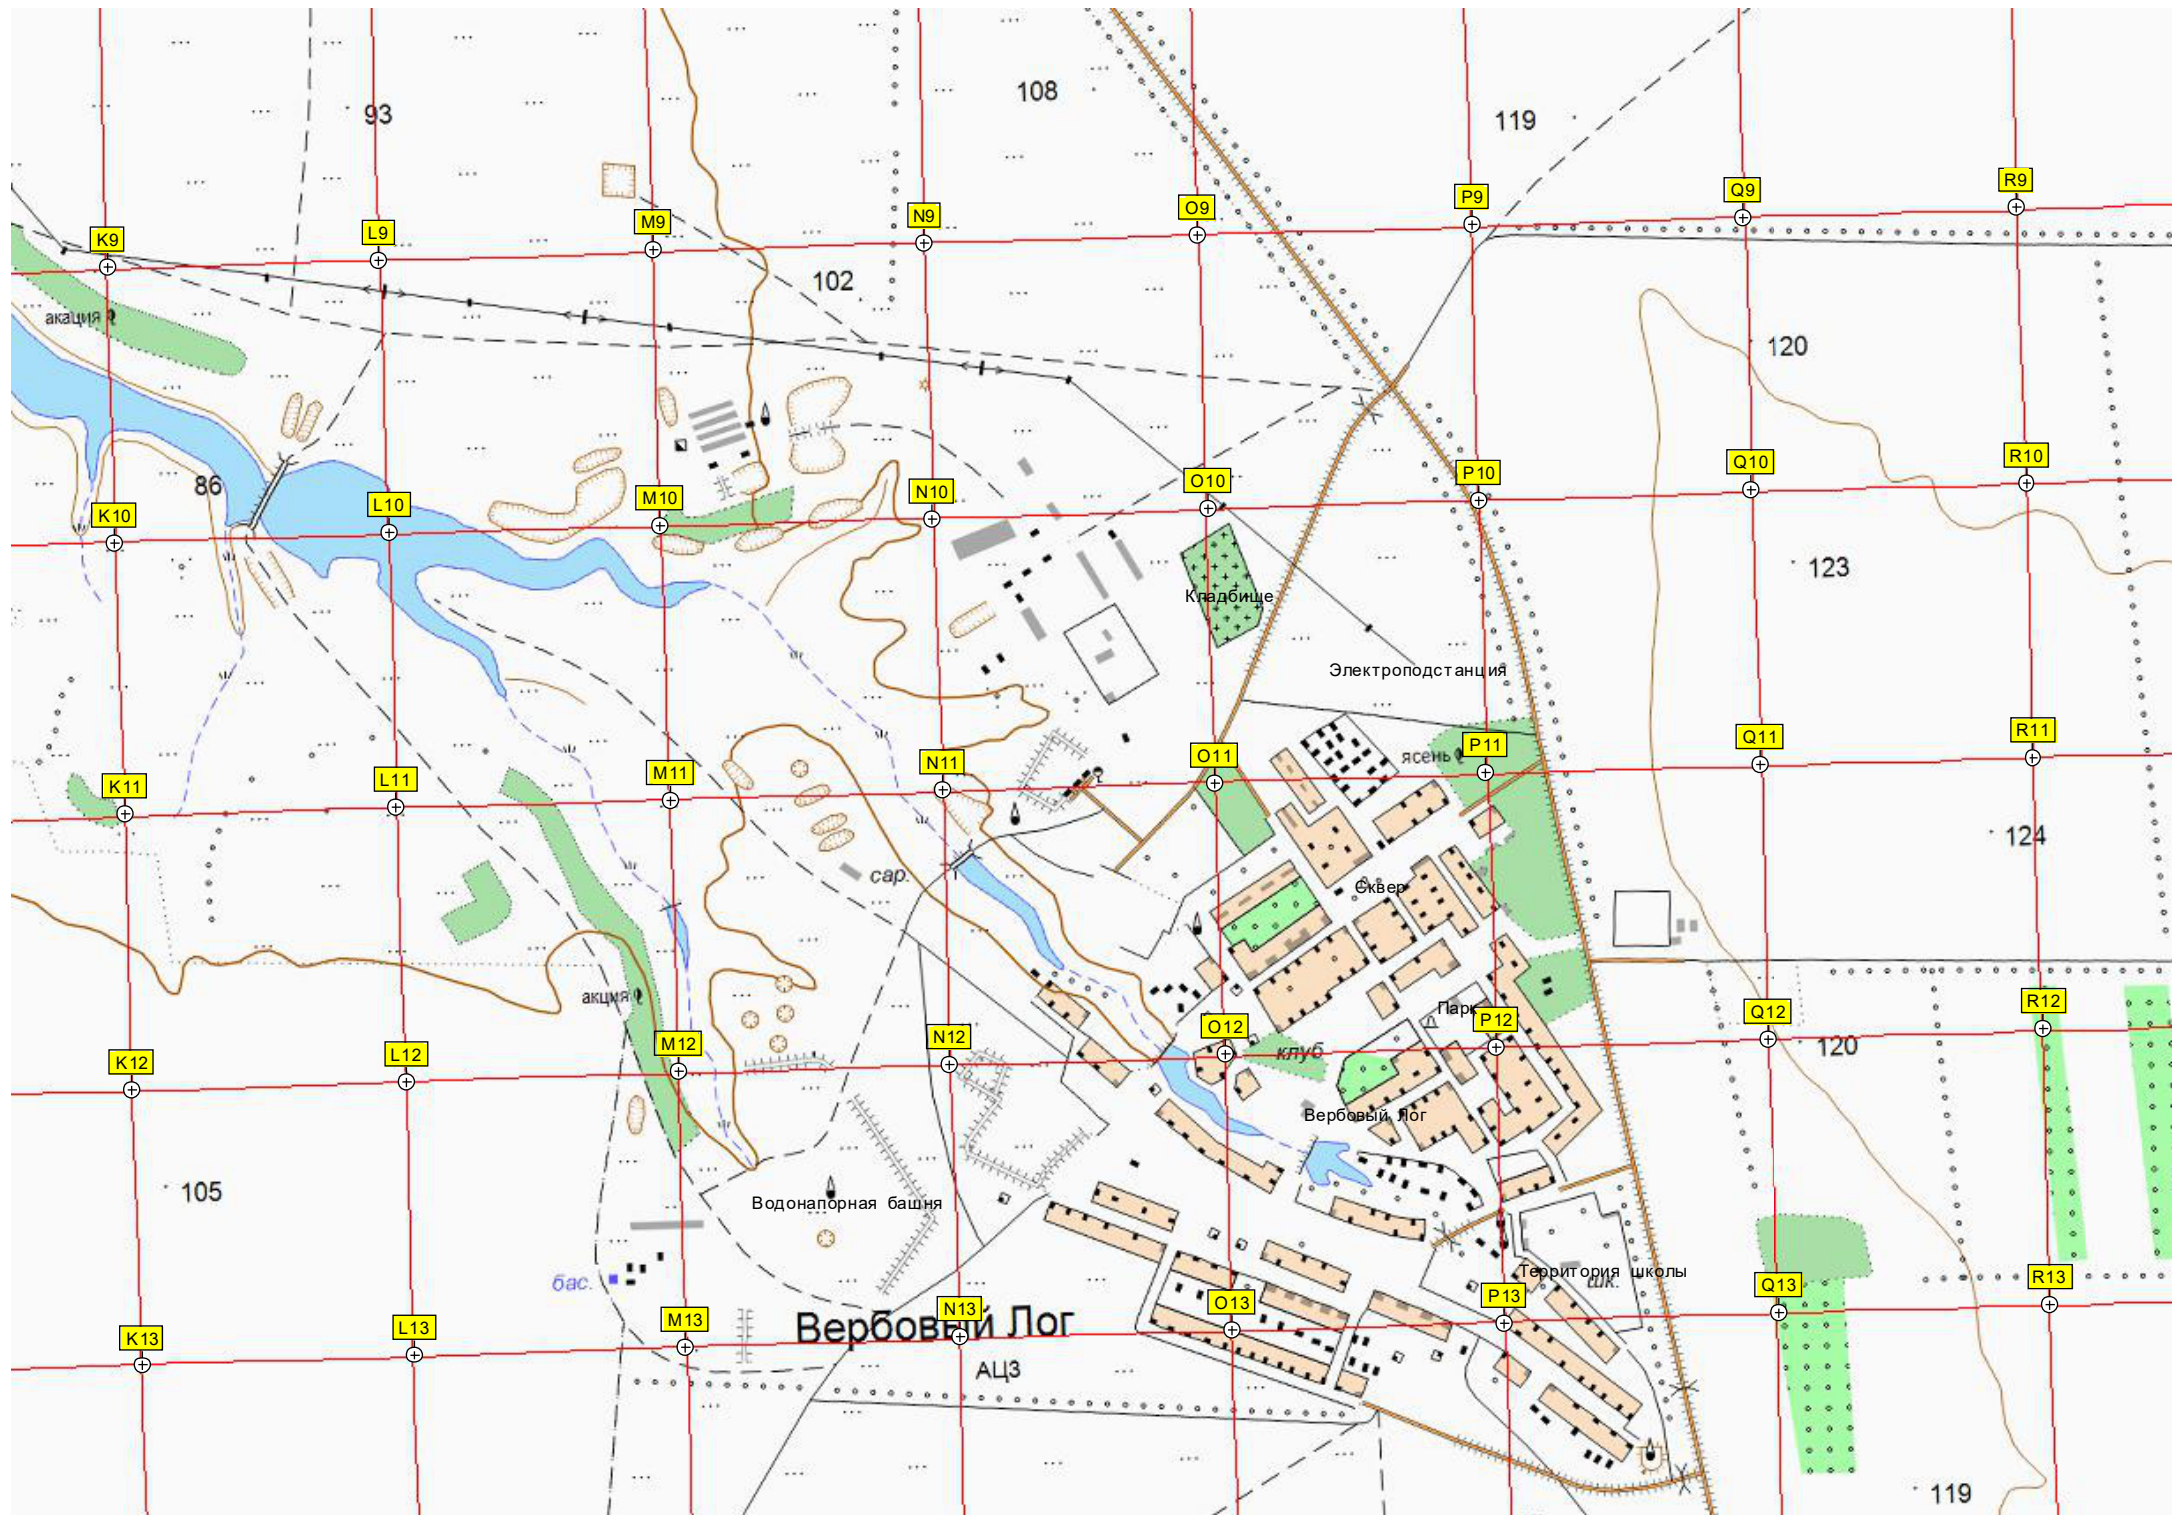 93
108
119
K9
L9
M9
N9
O9
P9
Q9
R9
102
акация
120
86
K10
L10
M10
N10
O10
P10
Q10
R10
123
Кладбище
Электроподстанция
ясень
K11
L11
M11
N11
O11
P11
Q11
R11
124
сар.
Сквер
акция
Парк
K12
L12
M12
N12
O12
P12
Q12
R12
клуб
120
Вербовый Лог
105
Водонапорная башня
бас.
Территория школы
шк.
K13
L13
M13
N13
O13
P13
Q13
R13
Вербовый Лог
АЦЗ
119